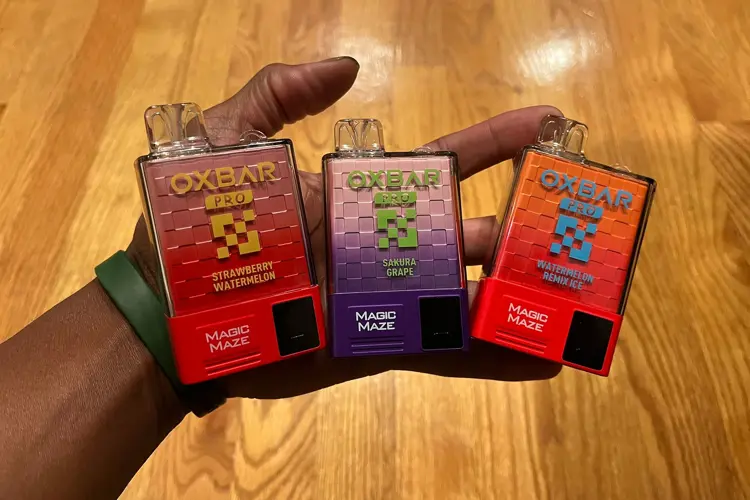 OXBAR
PRO
STRAWBERRY
WATERMELON
MAGIC
MAZE
OXBAR
PRO
SAKURA
GRAPE
MAGIC
MAZE
OXBAR
PRO
WATERMELON
REMIX ICE
MAGIC
MAZE